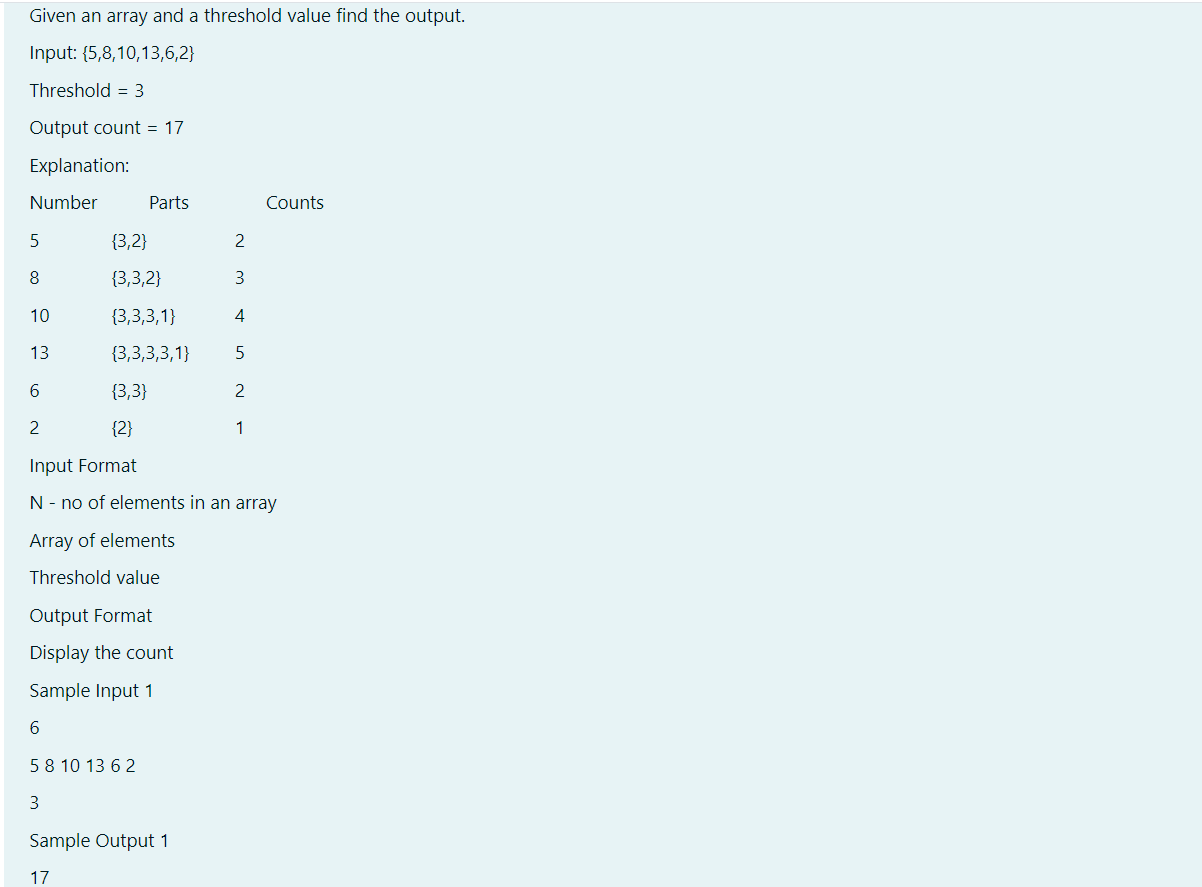 Given an array and a threshold value find the output.
Input: {5,8,10,13,6,2}
Threshold = 3
Output count = 17
Explanation:
Number Parts Counts
5 {3,2} 2
8 {3,3,2} 3
10 {3,3,3,1} 4
13 {3,3,3,3,1} 5
6 {3,3} 2
2 {2} 1
Input Format
N - no of elements in an array
Array of elements
Threshold value
Output Format
Display the count
Sample Input 1
6
5 8 10 13 6 2
3
Sample Output 1
17